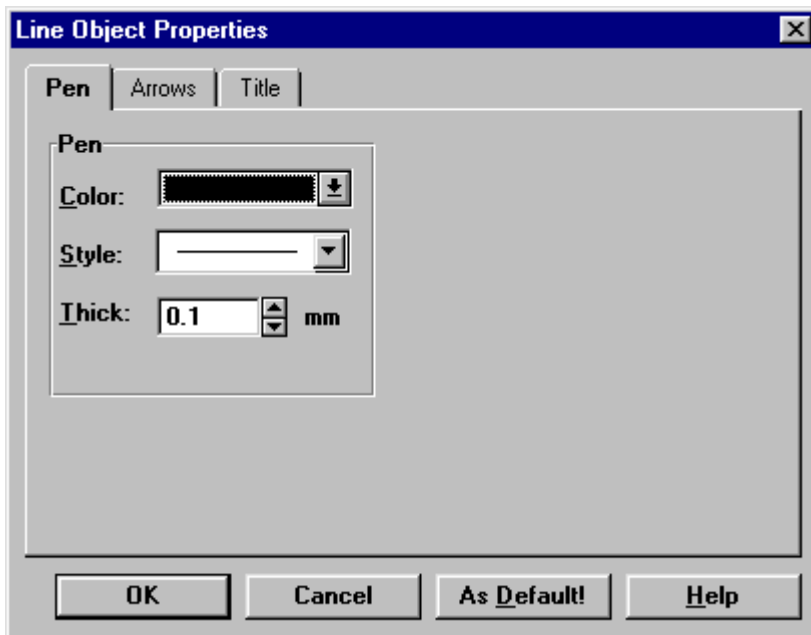 Line Object Properties
Pen Arrows Title
Pen
Color:
Style:
Thick: 0.1 mm
OK Cancel As Default! Help